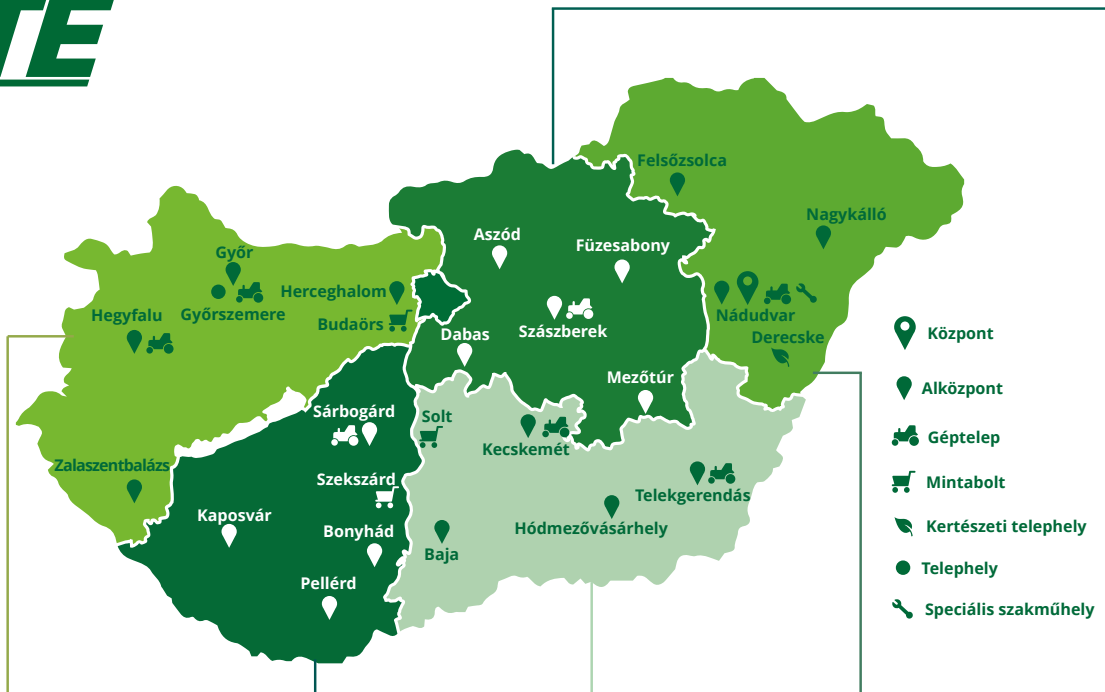 TE
Felsőzsolca
Nagykálló
Aszód
Füzesabony
Győr
Herceghalom
Győrszemere
Hegyfalu
Budaörs
Nádudvar
Szászberek
Dabas
Derecske
Mezőtúr
Sárbogárd
Solt
Kecskemét
Zalaszentbalázs
Szekszárd
Telekgerendás
Kaposvár
Hódmezővásárhely
Bonyhád
Baja
Pellérd
Központ
Alközpont
Géptelep
Mintabolt
Kertészeti telephely
Telephely
Speciális szakműhely